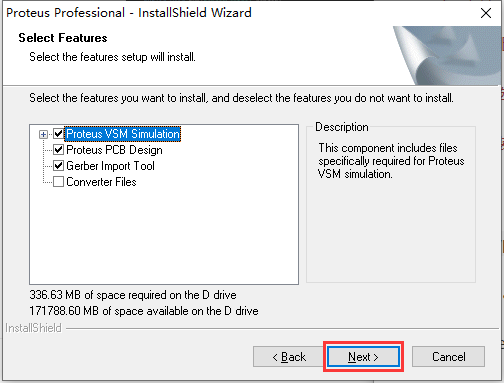 Proteus Professional - InstallShield Wizard
Select Features
Select the features setup will install.
Select the features you want to install, and deselect the features you do not want to install.
Proteus VSM Simulation
Proteus PCB Design
Gerber Import Tool
Converter Files
Description
This component includes files
specifically required for Proteus
VSM simulation.
336.63 MB of space required on the D drive
171788.60 MB of space available on the D drive
InstallShield
< Back
Next >
Cancel